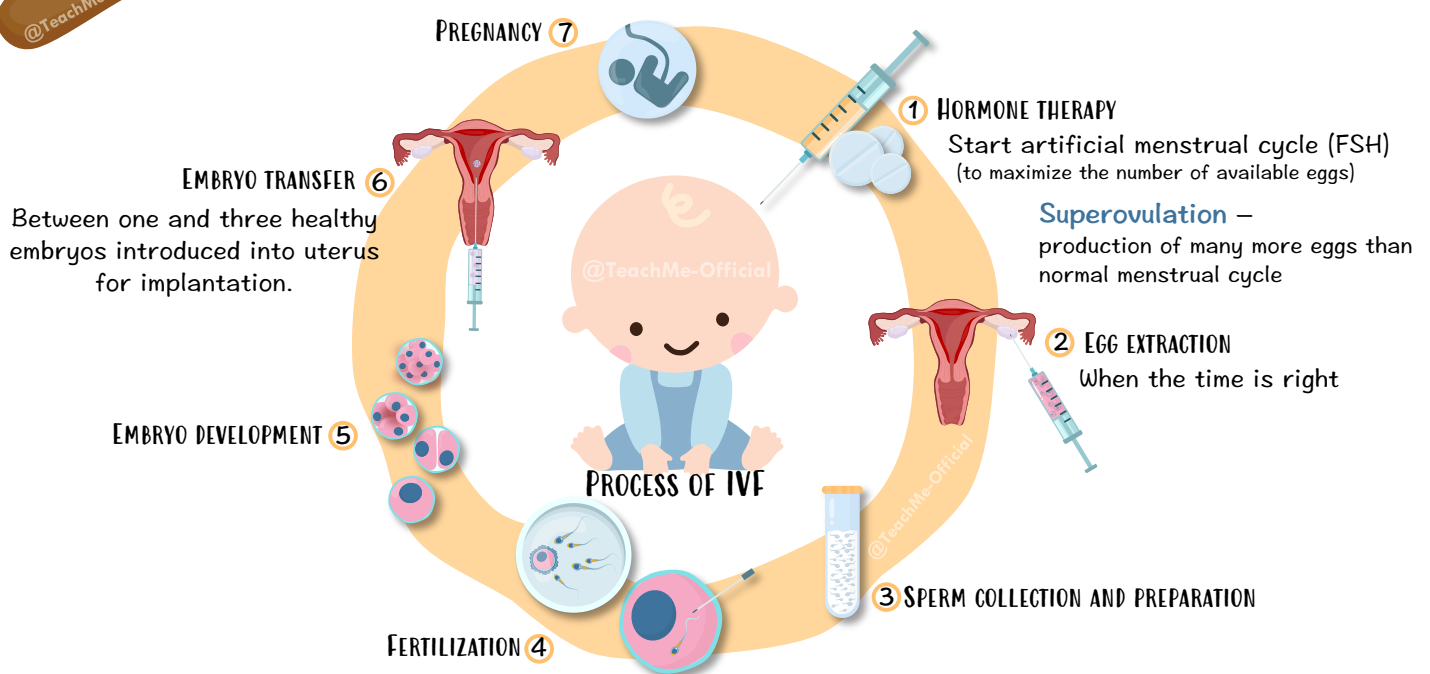 @TeachMe
PREGNANCY 7
1 HORMONE THERAPY
Start artificial menstrual cycle (FSH)
(to maximize the number of available eggs)
Superovulation –
production of many more eggs than
normal menstrual cycle
2 EGG EXTRACTION
When the time is right
@TeachMe-Official
3 SPERM COLLECTION AND PREPARATION
FERTILIZATION 4
EMBRYO DEVELOPMENT 5
EMBRYO TRANSFER 6
Between one and three healthy
embryos introduced into uterus
for implantation.
@TeachMe-Official
PROCESS OF IVF